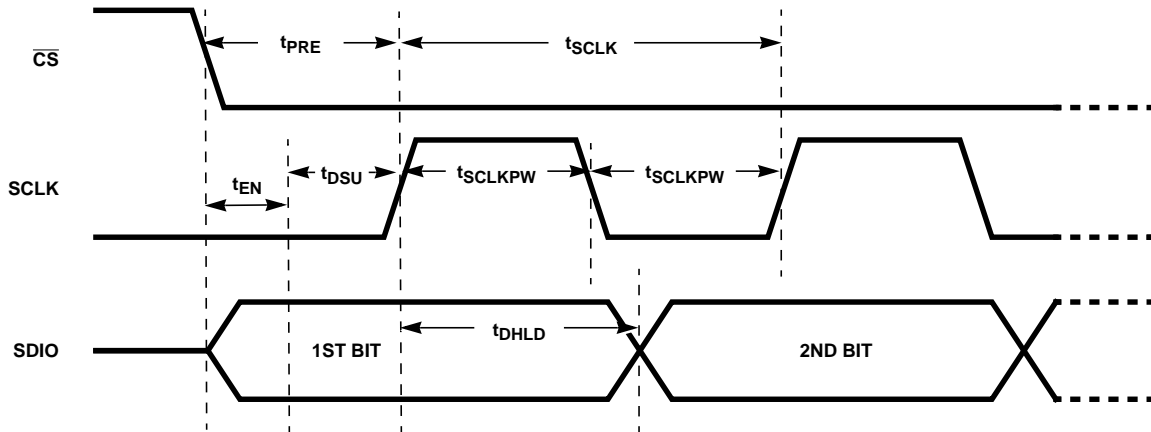 CS
tPRE
tSCLK
SCLK
tEN
tDSU
tSCLKPW
tSCLKPW
SDIO
1ST BIT
tDHLD
2ND BIT